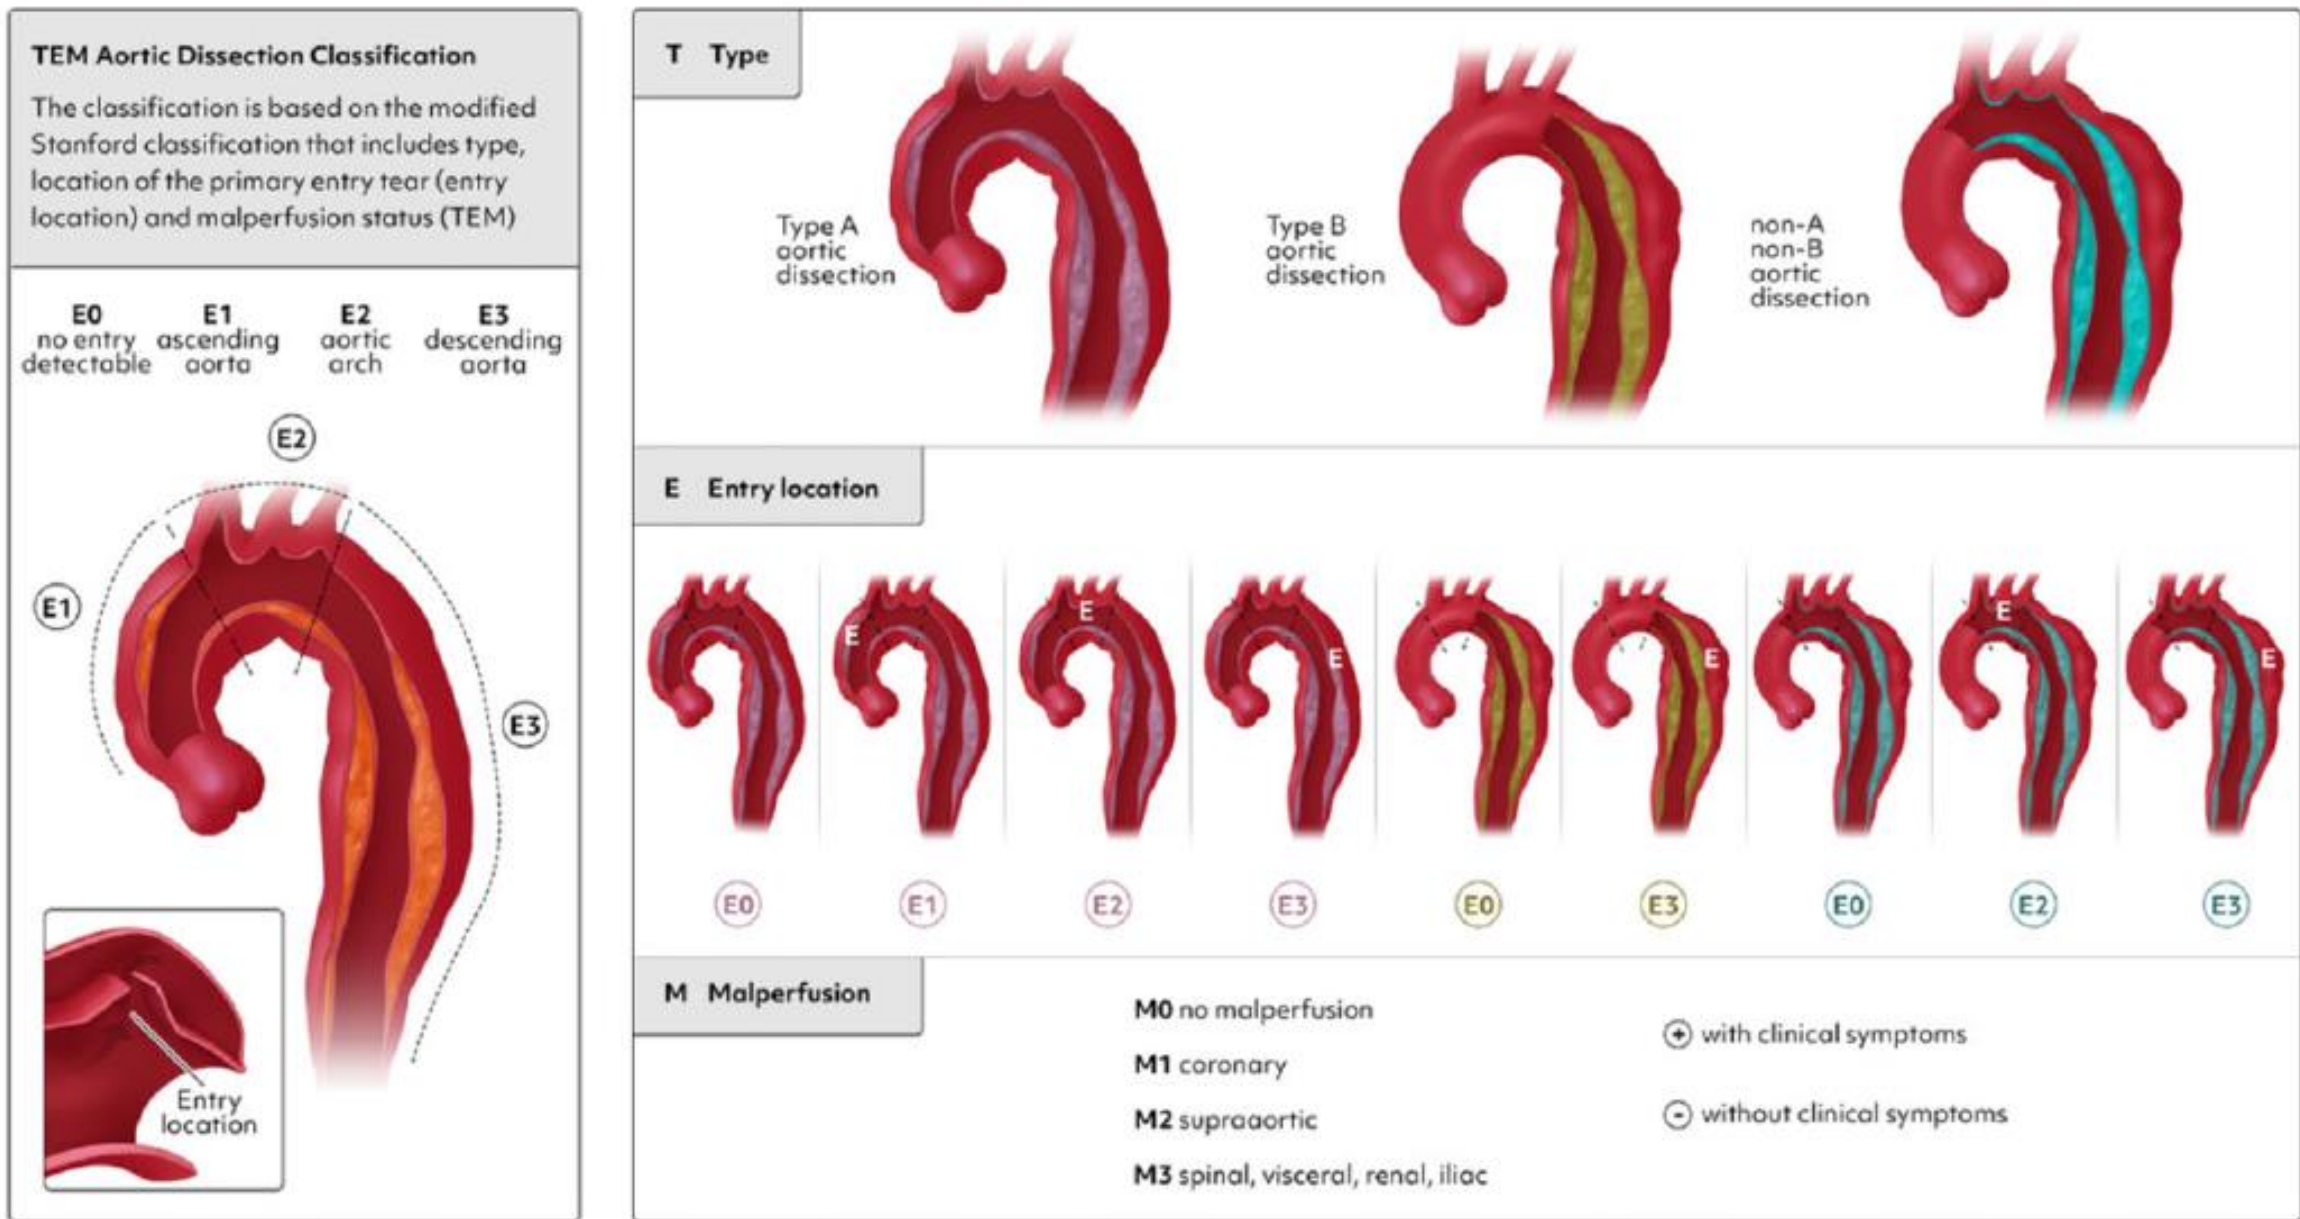 TEM Aortic Dissection Classification
The classification is based on the modified
Stanford classification that includes type,
location of the primary entry tear (entry
location) and malperfusion status (TEM)
E0
no entry
detectable
E1
ascending
aorta
E2
aortic
arch
E3
descending
aorta
E2
E1
E3
Entry
location
T Type
Type A
aortic
dissection
Type B
aortic
dissection
non-A
non-B
aortic
dissection
E Entry location
E
E
E
E
E
E
E0
E1
E2
E3
E0
E3
E0
E2
E3
M Malperfusion
M0 no malperfusion
M1 coronary
M2 supraaortic
M3 spinal, visceral, renal, iliac
+ with clinical symptoms
- without clinical symptoms